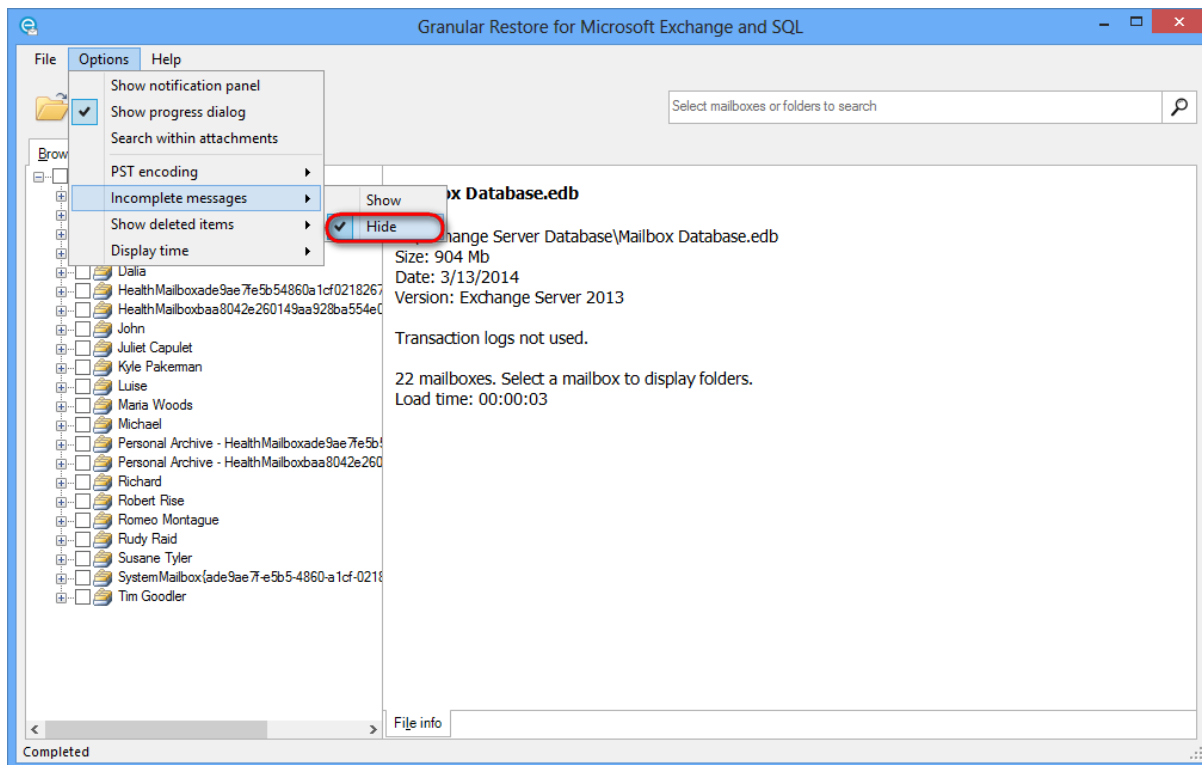 Granular Restore for Microsoft Exchange and SQL
File Options Help
Show notification panel
Show progress dialog
Search within attachments
PST encoding
Incomplete messages
Show deleted items
Display time
Show
Hide
Select mailboxes or folders to search
Brow
Dalia
HealthMailboxade9ae7fe5b54860a1cf0218267
HealthMailboxbaa8042e260149aa928ba554e0
John
Juliet Capulet
Kyle Pakerman
Luise
Maria Woods
Michael
Personal Archive - HealthMailboxade9ae7fe5b5
Personal Archive - HealthMailboxbaa8042e260
Richard
Robert Rise
Romeo Montague
Rudy Raid
Susane Tyler
SystemMailbox{ade9ae7f-e5b5-4860-a1cf-0218
Tim Goodler
ox Database.edb
hange Server Database\Mailbox Database.edb
Size: 904 Mb
Date: 3/13/2014
Version: Exchange Server 2013
Transaction logs not used.
22 mailboxes. Select a mailbox to display folders.
Load time: 00:00:03
File info
Completed